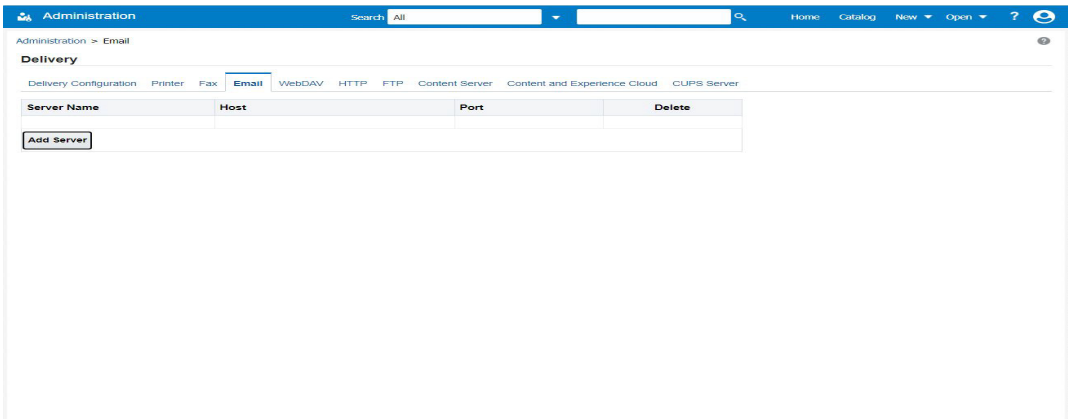 Administration Search All Home Catalog New Open ?
Administration > Email ?
Delivery
Delivery Configuration Printer Fax Email WebDAV HTTP FTP Content Server Content and Experience Cloud CUPS Server
Server Name Host Port Delete
Add Server